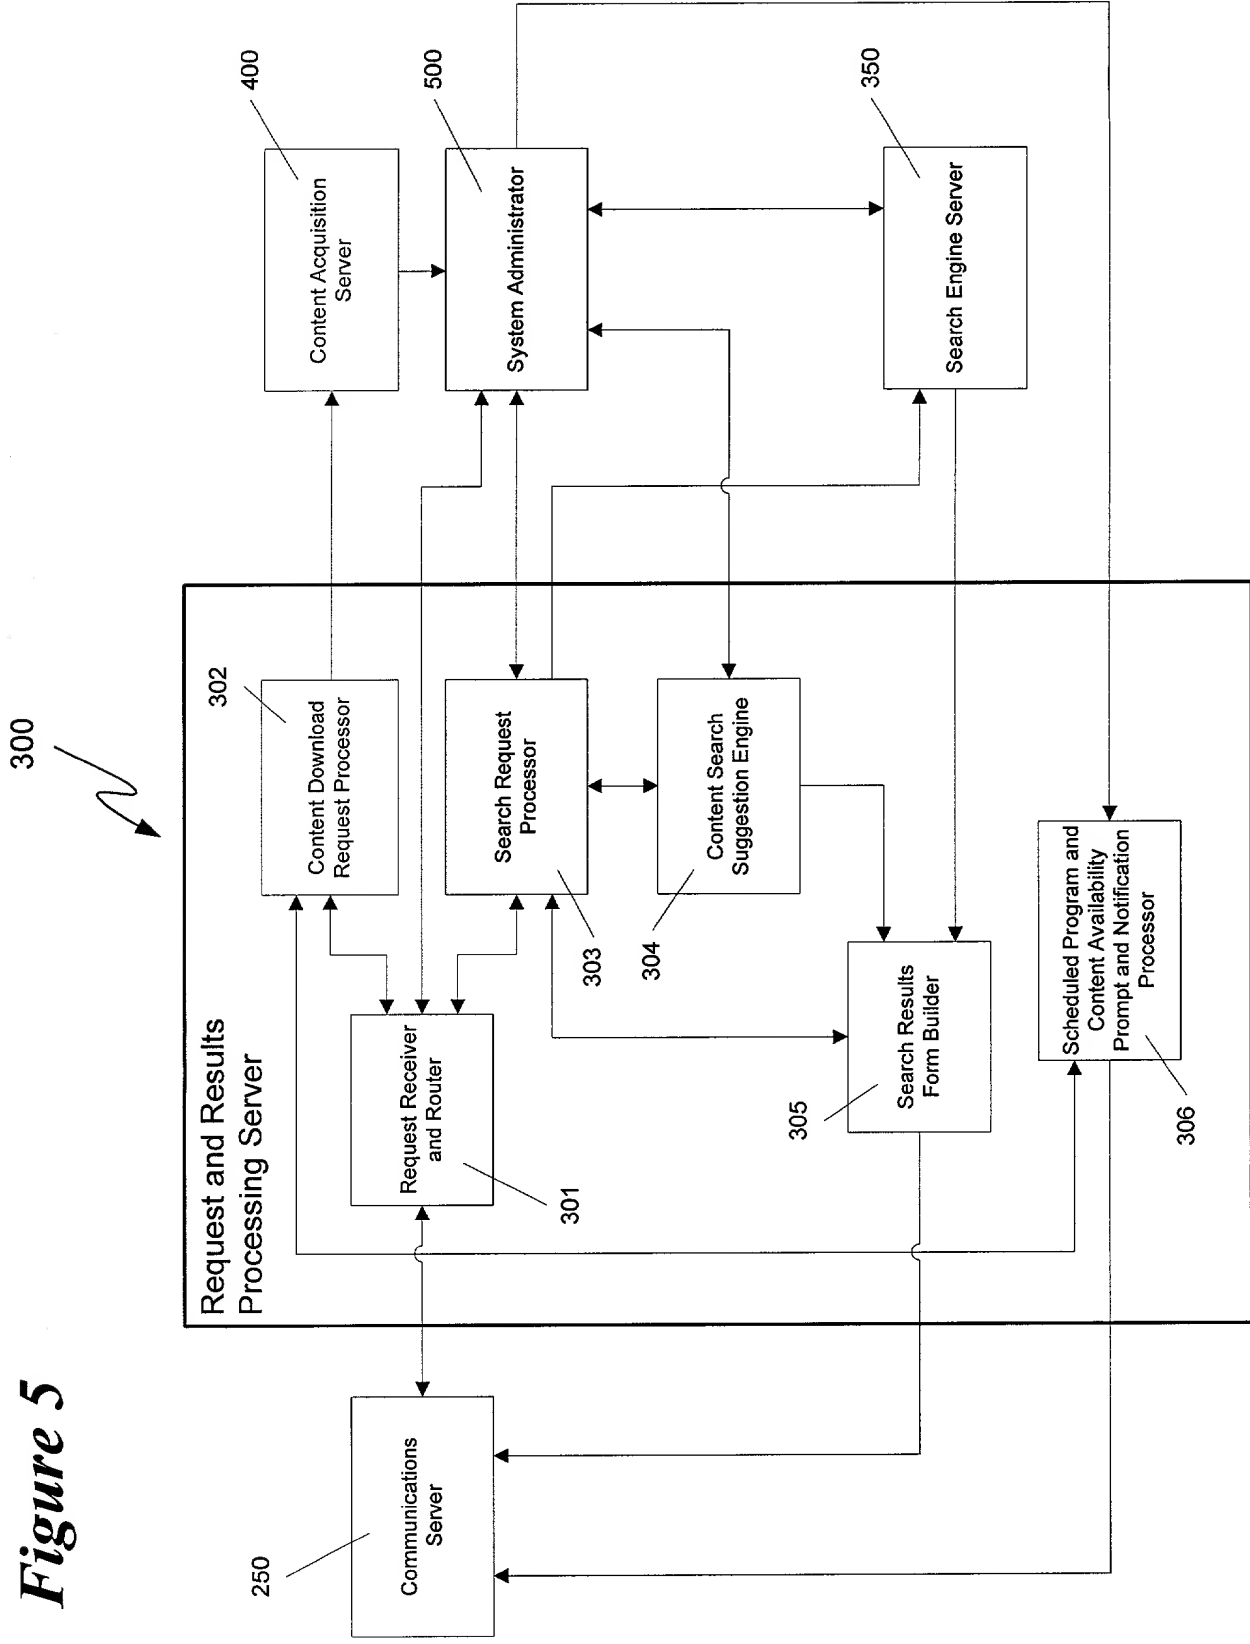 Figure 5
300
Request and Results
Processing Server
250
Communications
Server
301
Request Receiver
and Router
302
Content Download
Request Processor
303
Search Request
Processor
304
Content Search
Suggestion Engine
305
Search Results
Form Builder
306
Scheduled Program and
Content Availability
Prompt and Notification
Processor
400
Content Acquisition
Server
500
System Administrator
350
Search Engine Server